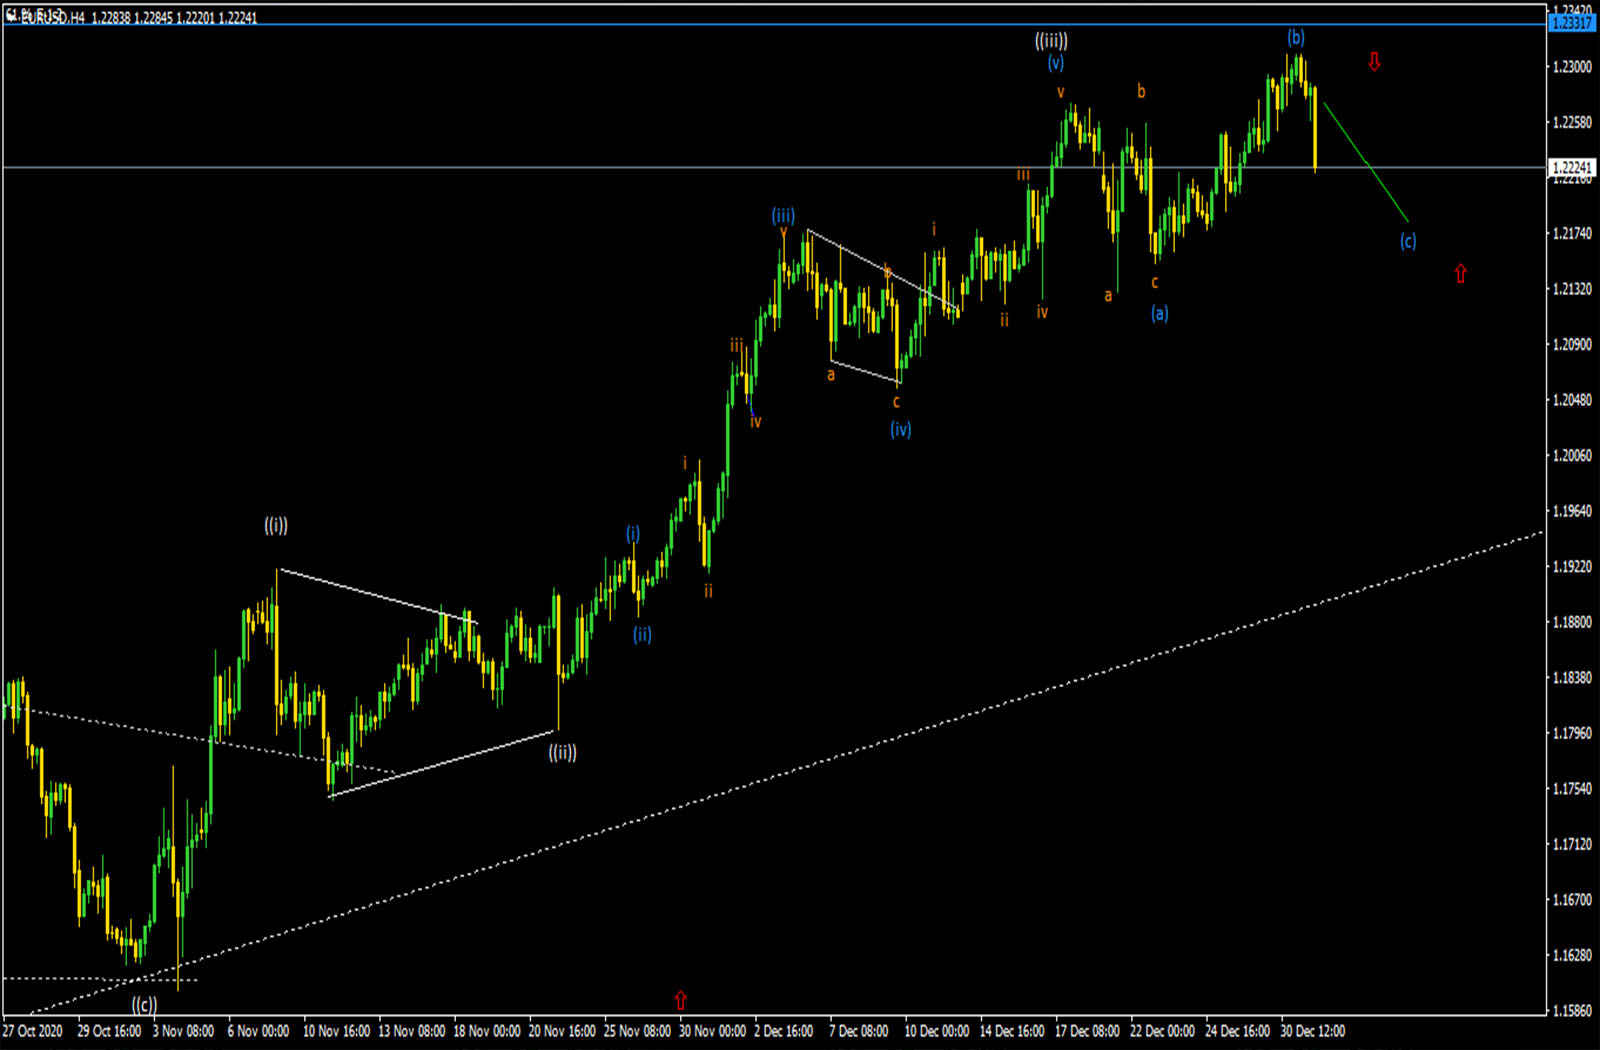 EURUSD,H4 1.22838 1.22845 1.22201 1.22241
1.23420
1.23317
1.23000
1.22580
1.22241
1.22160
1.21740
1.21320
1.20900
1.20480
1.20060
1.19640
1.19220
1.18800
1.18380
1.17960
1.17540
1.17120
1.16700
1.16280
1.15860
((iii))
(v)
v
b
(b)
iii
(iii)
v
i
b
(c)
a
c
ii
iv
(a)
iii
a
iv
c
(iv)
i
((i))
(i)
ii
(ii)
((ii))
((c))
27 Oct 2020
29 Oct 16:00
3 Nov 08:00
6 Nov 00:00
10 Nov 16:00
13 Nov 08:00
18 Nov 00:00
20 Nov 16:00
25 Nov 08:00
30 Nov 00:00
2 Dec 16:00
7 Dec 08:00
10 Dec 00:00
14 Dec 16:00
17 Dec 08:00
22 Dec 00:00
24 Dec 16:00
30 Dec 12:00